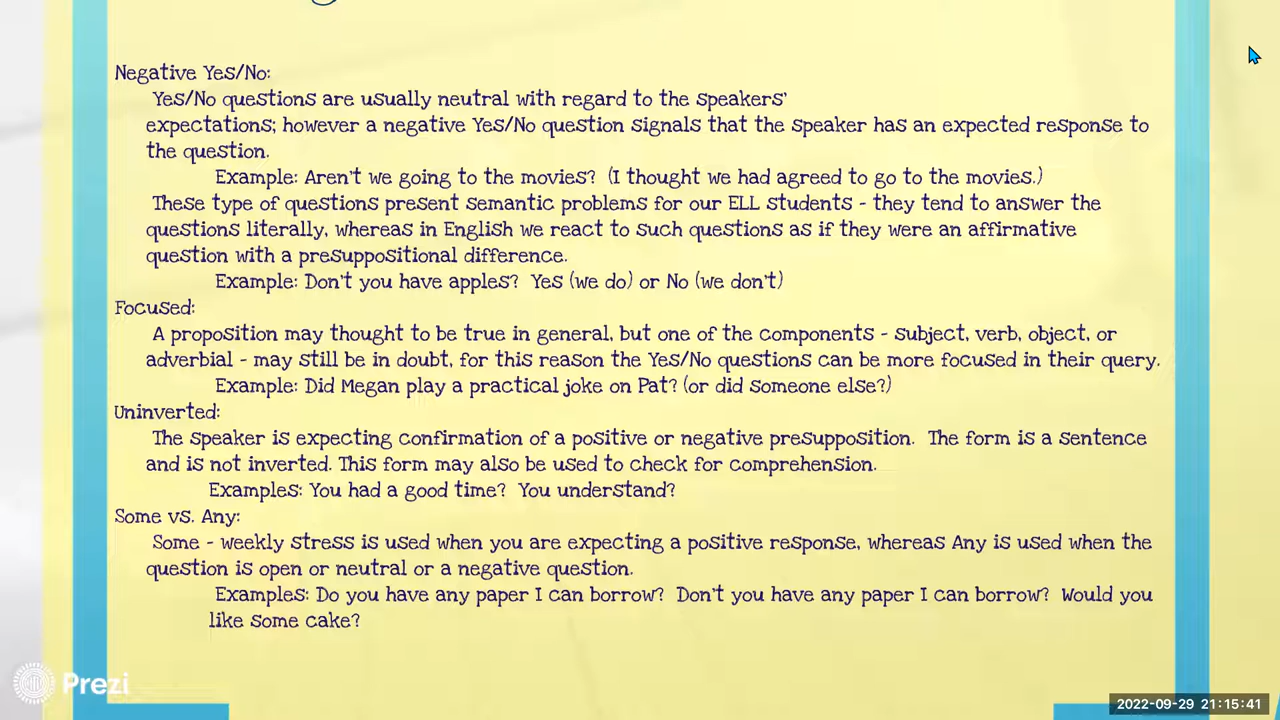 Negative Yes/No:
Yes/No questions are usually neutral with regard to the speakers'
expectations; however a negative Yes/No question signals that the speaker has an expected response to
the question.
Example: Aren't we going to the movies? (I thought we had agreed to go to the movies.)
These type of questions present semantic problems for our ELL students - they tend to answer the
questions literally, whereas in English we react to such questions as if they were an affirmative
question with a presuppositional difference.
Example: Don't you have apples? Yes (we do) or No (we don't)
Focused:
A proposition may thought to be true in general, but one of the components - subject, verb, object, or
adverbial - may still be in doubt, for this reason the Yes/No questions can be more focused in their query.
Example: Did Megan play a practical joke on Pat? (or did someone else?)
Uninverted:
The speaker is expecting confirmation of a positive or negative presupposition. The form is a sentence
and is not inverted. This form may also be used to check for comprehension.
Examples: You had a good time? You understand?
Some vs. Any:
Some - weekly stress is used when you are expecting a positive response, whereas Any is used when the
question is open or neutral or a negative question.
Examples: Do you have any paper I can borrow? Don't you have any paper I can borrow? Would you
like some cake?
Prezi
2022-09-29 21:15:41